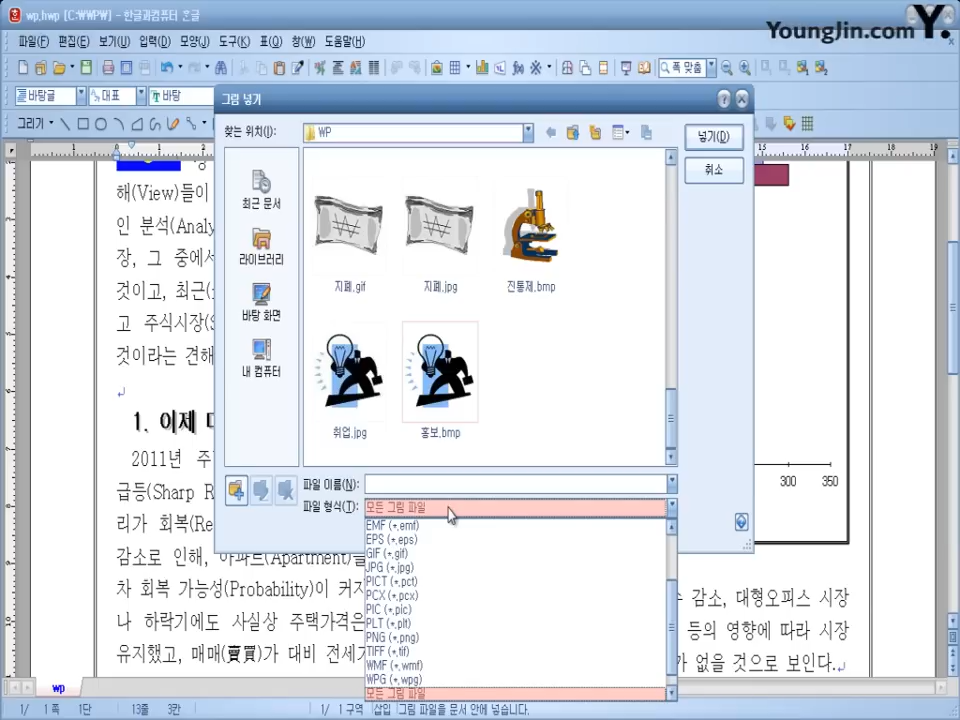 wp.hwp [C:\WWPW] - 한글과컴퓨터 흔글
YoungJin.com Y.
파일(F) 편집(E) 보기(U) 입력(D) 모양(J) 도구(K) 표(Q) 창(W) 도움말(H)
폭 맞춤
바탕글 대표 바탕
그리기
그림 넣기
찾는 위치(I): WP
넣기(D)
취소
최근 문서
라이브러리
바탕 화면
내 컴퓨터
지폐.gif 지폐.jpg 진통제.bmp
취업.jpg 홍보.bmp
파일 이름(N):
파일 형식(T): 모든 그림 파일
EMF (*.emf)
EPS (*.eps)
GIF (*.gif)
JPG (*.jpg)
PICT (*.pct)
PCX (*.pcx)
PIC (*.pic)
PLT (*.plt)
PNG (*.png)
TIFF (*.tif)
WMF (*.wmf)
WPG (*.wpg)
모든 그림 파일
해(View)들이
인 분석(Analy
장, 그 중에서
것이고, 최근(
고 주식시장(S
것이라는 견해
1. 이제
2011년 주
급등(Sharp R
리가 회복(Re
감소로 인해, 아파트(Apartment)를
차 회복 가능성(Probability)이 커지
나 하락기에도 사실상 주택가격은
유지했고, 매매(賣買)가 대비 전세가
300 350
감소, 대형오피스 시장
등의 영향에 따라 시장
가 없을 것으로 보인다.
wp
1/ 1 쪽 1단 13줄 3칸 1/ 1 구역 삽입 그림 파일을 문서 안에 넣습니다.